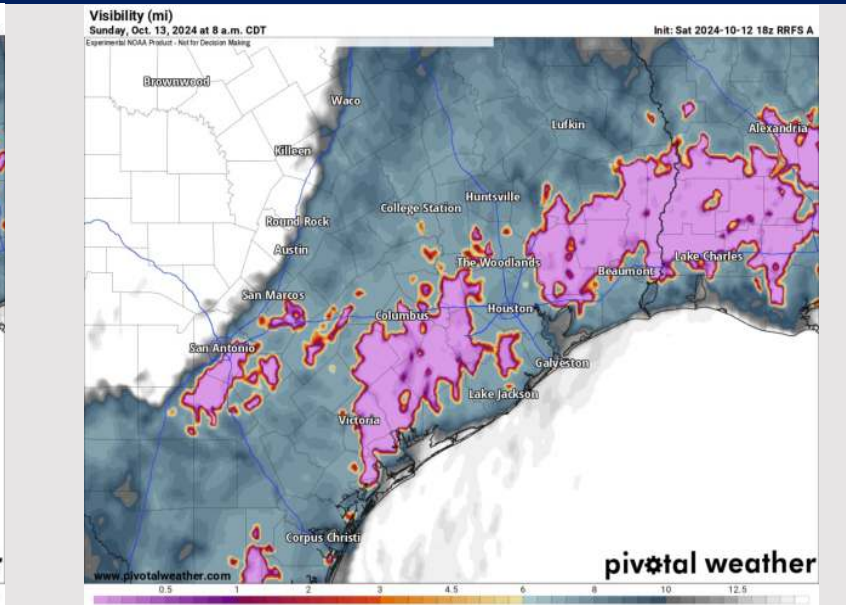 Visibility (mi)
Sunday, Oct. 13, 2024 at 8 a.m. CDT
Init: Sat 2024-10-12 18z RRFS A
Experimental NOAA Product - Not for Decision Making
Brownwood
Waco
Lufkin
Alexandria
Killeen
Huntsville
College Station
Round Rock
Austin
The Woodlands
Lake Charles
Beaumont
San Marcos
Columbus
Houston
San Antonio
Galveston
Lake Jackson
Victoria
Corpus Christi
www.pivotalweather.com
pivotal weather
0.5 1 2 3 4.5 6 8 10 12.5